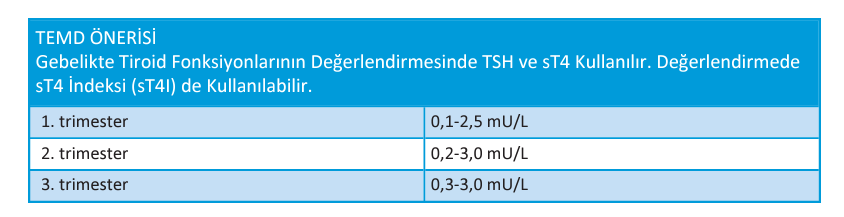 TEMD ÖNERİSİ
Gebelikte Tiroid Fonksiyonlarının Değerlendirmesinde TSH ve sT4 Kullanılır. Değerlendirmede
sT4 İndeksi (sT4I) de Kullanılabilir.
1. trimester 0,1-2,5 mU/L
2. trimester 0,2-3,0 mU/L
3. trimester 0,3-3,0 mU/L